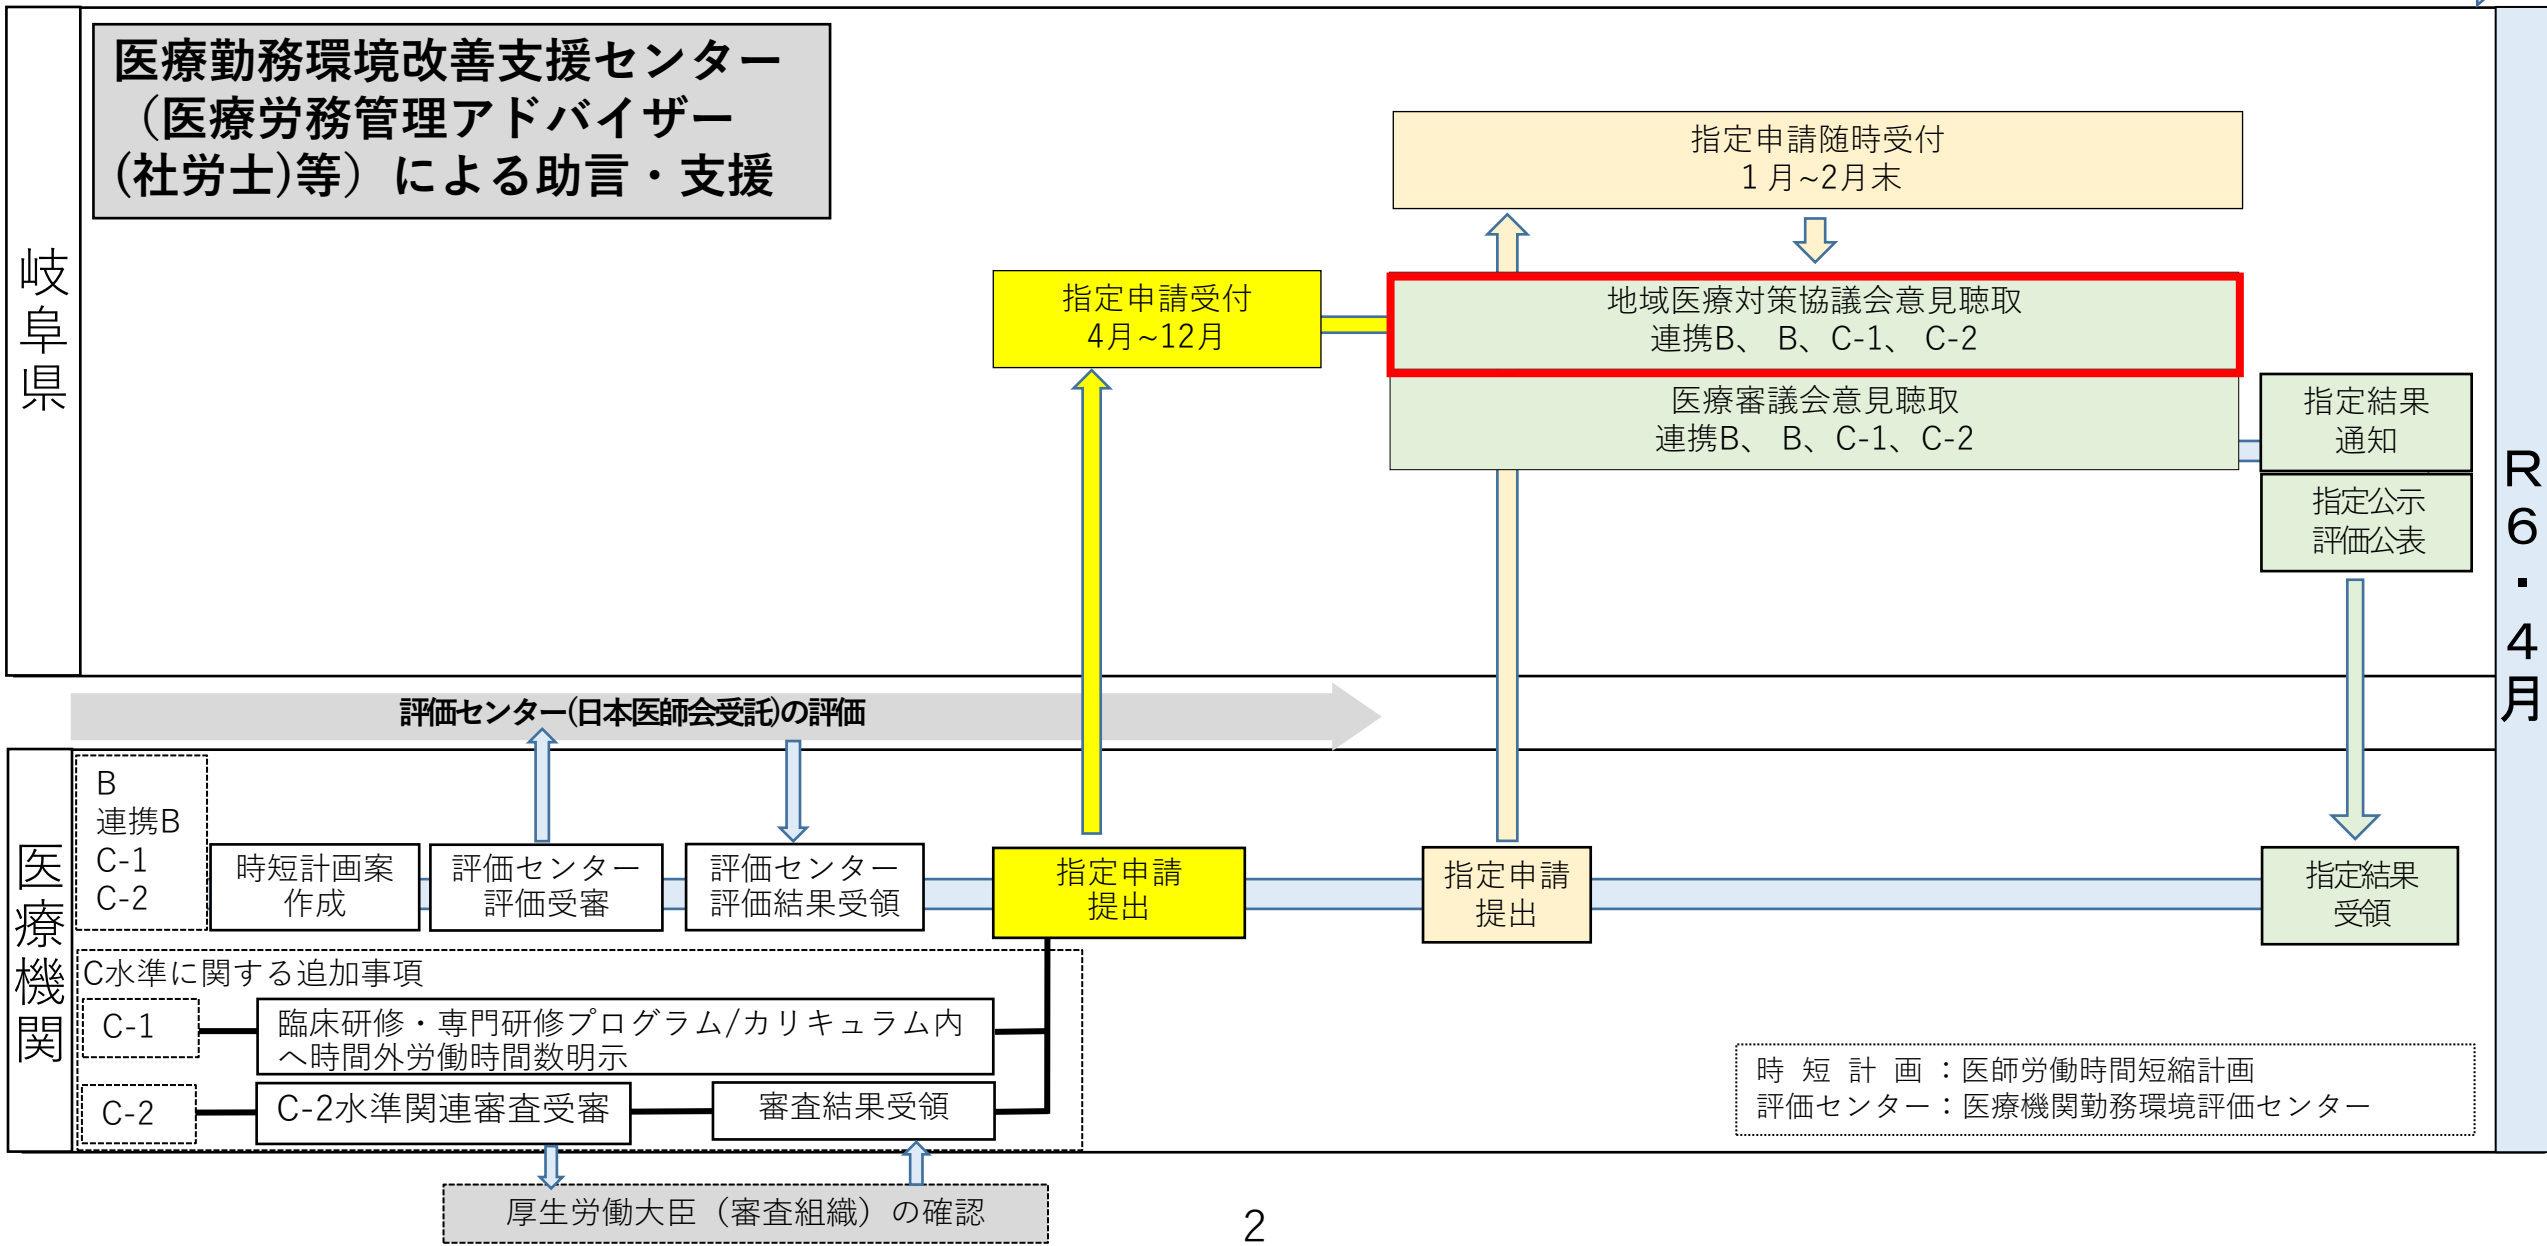 医療勤務環境改善支援センター
（医療労務管理アドバイザー
(社労士)等）による助言・支援
岐阜県
指定申請随時受付
1月~2月末
指定申請受付
4月~12月
地域医療対策協議会意見聴取
連携B、 B、C-1、 C-2
医療審議会意見聴取
連携B、 B、C-1、C-2
指定結果
通知
指定公示
評価公表
R6・4月
評価センター(日本医師会受託)の評価
医療機関
B
連携B
C-1
C-2
時短計画案
作成
評価センター
評価受審
評価センター
評価結果受領
指定申請
提出
指定申請
提出
指定結果
受領
C水準に関する追加事項
C-1
臨床研修・専門研修プログラム/カリキュラム内
へ時間外労働時間数明示
C-2
C-2水準関連審査受審
審査結果受領
時 短 計 画 ：医師労働時間短縮計画
評価センター：医療機関勤務環境評価センター
厚生労働大臣（審査組織）の確認
2